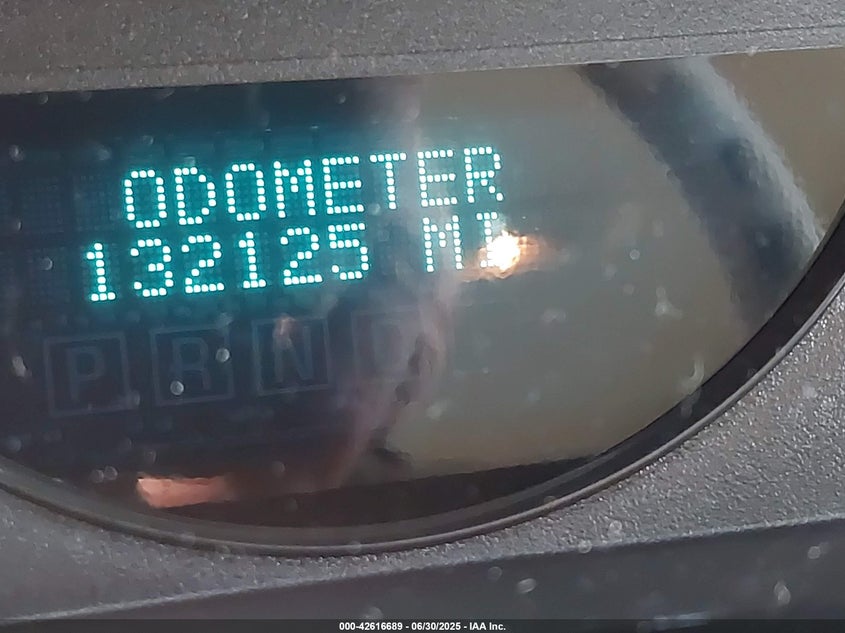 ODOMETER
132125 MI
P R N D
000-42616689 - 06/30/2025 - IAA Inc.